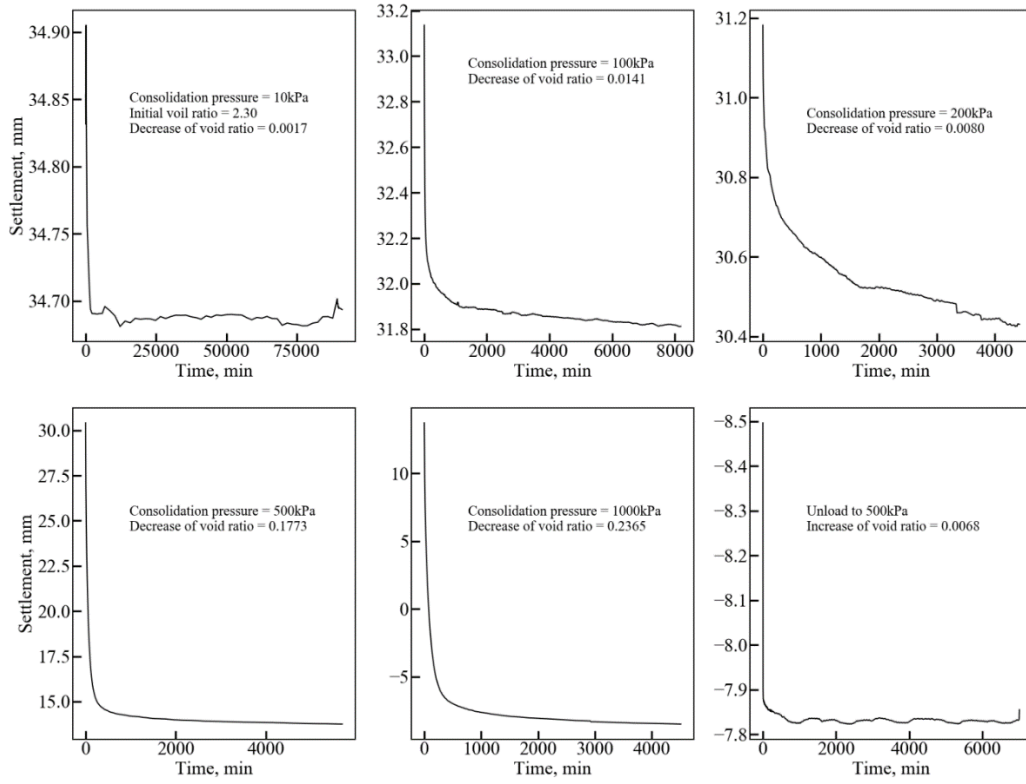 Settlement, mm
34.90
34.85
34.80
34.75
34.70
Consolidation pressure = 10kPa
Initial voil ratio = 2.30
Decrease of void ratio = 0.0017
0 25000 50000 75000
Time, min
33.2
33.0
32.8
32.6
32.4
32.2
32.0
31.8
Consolidation pressure = 100kPa
Decrease of void ratio = 0.0141
0 2000 4000 6000 8000
Time, min
31.2
31.0
30.8
30.6
30.4
Consolidation pressure = 200kPa
Decrease of void ratio = 0.0080
0 1000 2000 3000 4000
Time, min
Settlement, mm
30.0
27.5
25.0
22.5
20.0
17.5
15.0
Consolidation pressure = 500kPa
Decrease of void ratio = 0.1773
0 2000 4000
Time, min
10
5
0
−5
Consolidation pressure = 1000kPa
Decrease of void ratio = 0.2365
0 1000 2000 3000 4000
Time, min
−8.5
−8.4
−8.3
−8.2
−8.1
−8.0
−7.9
−7.8
Unload to 500kPa
Increase of void ratio = 0.0068
0 2000 4000 6000
Time, min